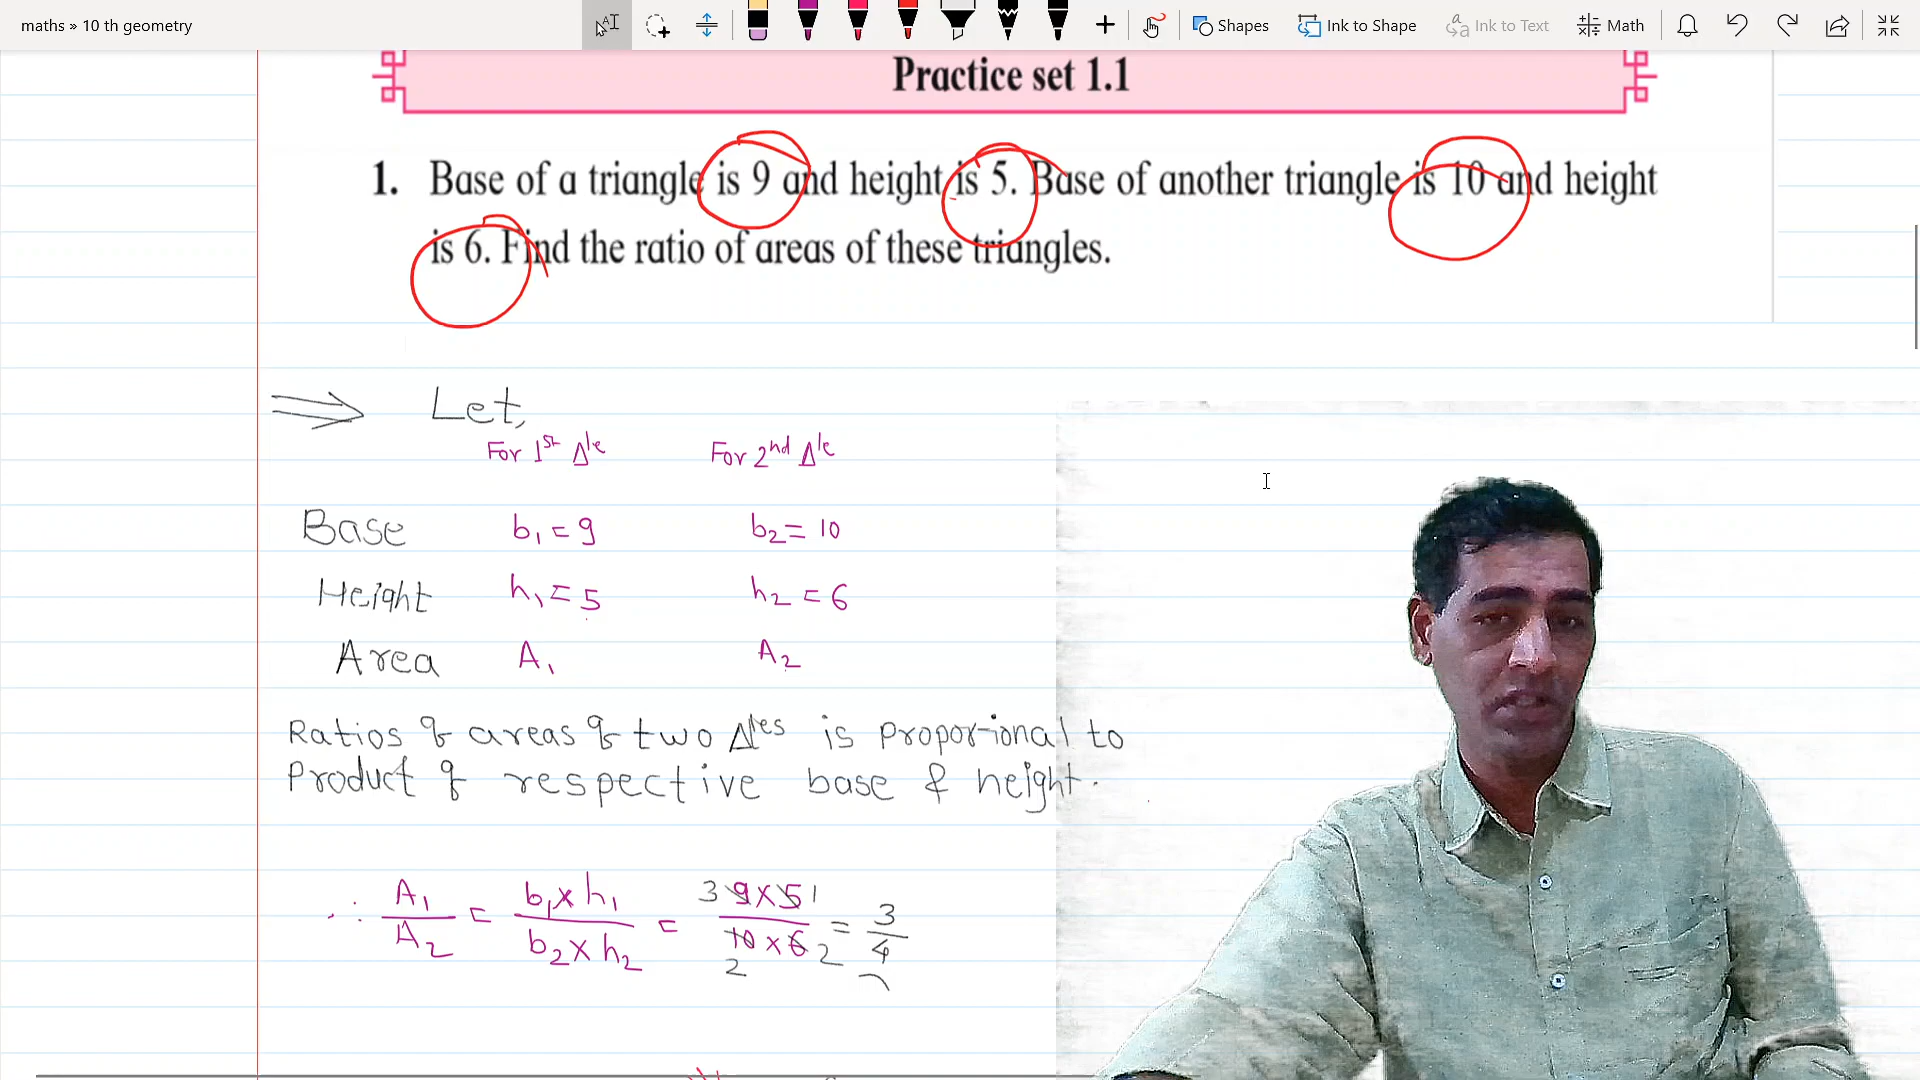 maths » 10 th geometry
Shapes
Ink to Shape
Ink to Text
Math
Practice set 1.1
1. Base of a triangle is 9 and height is 5. Base of another triangle is 10 and height
is 6. Find the ratio of areas of these triangles.
⇒ Let,
For 1st Δle For 2nd Δle
Base b₁ = 9 b₂ = 10
Height h₁ = 5 h₂ = 6
Area A₁ A₂
Ratios of areas of two Δles is proportional to
Product of respective base & height.
∴ A₁/A₂ = b₁ x h₁ / b₂ x h₂ = 3 9 x 5 1 / 10 x 6 = 3/4
2 2